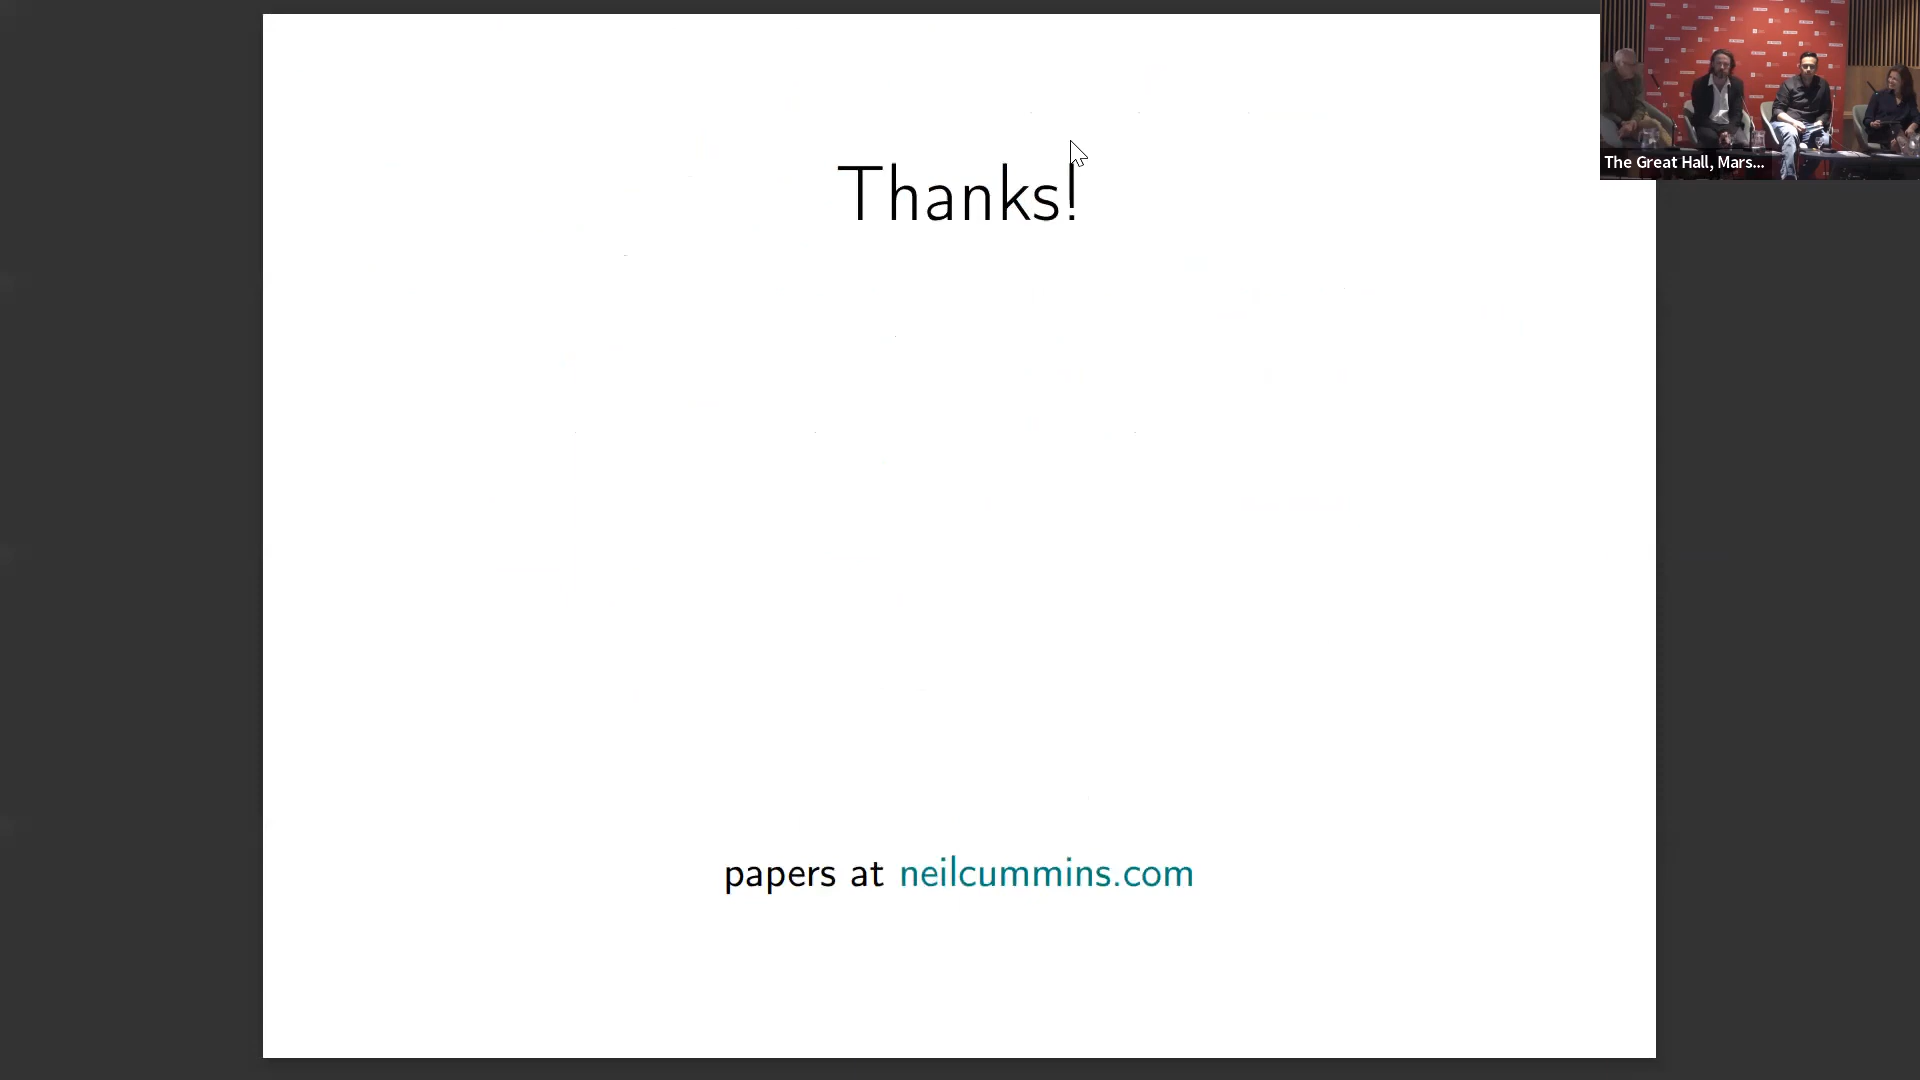 The Great Hall, Mars...
Thanks!
papers at neilcummins.com